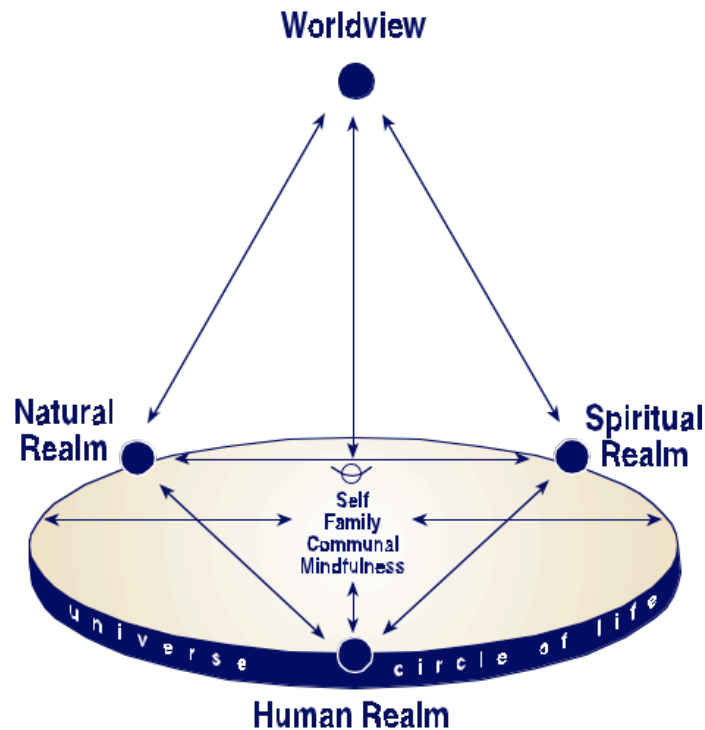 Worldview
Natural
Realm
Spiritual
Realm
Self
Family
Communal
Mindfulness
universe
circle of life
Human Realm